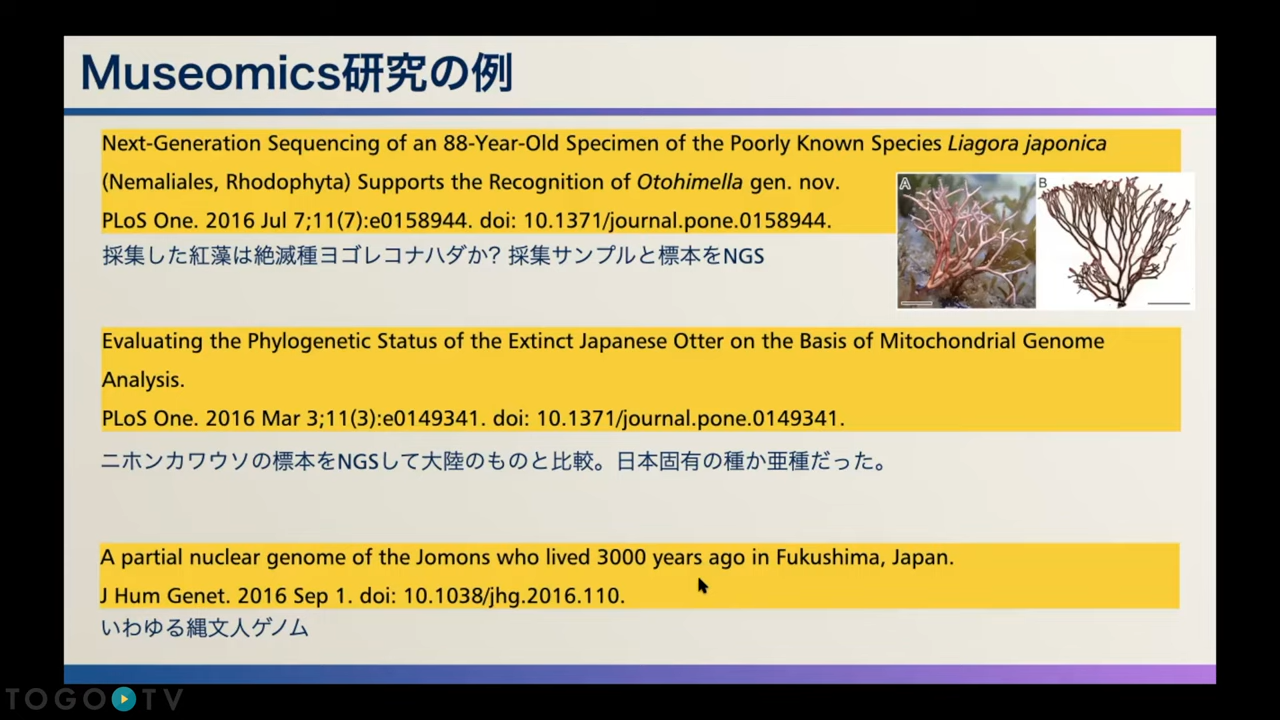 Museomics研究の例
Next-Generation Sequencing of an 88-Year-Old Specimen of the Poorly Known Species Liagora japonica
(Nemaliales, Rhodophyta) Supports the Recognition of Otohimella gen. nov.
PLoS One. 2016 Jul 7;11(7):e0158944. doi: 10.1371/journal.pone.0158944.
採集した紅藻は絶滅種ヨゴレコナハダか? 採集サンプルと標本をNGS
A
B
Evaluating the Phylogenetic Status of the Extinct Japanese Otter on the Basis of Mitochondrial Genome
Analysis.
PLoS One. 2016 Mar 3;11(3):e0149341. doi: 10.1371/journal.pone.0149341.
ニホンカワウソの標本をNGSして大陸のものと比較。日本固有の種か亜種だった。
A partial nuclear genome of the Jomons who lived 3000 years ago in Fukushima, Japan.
J Hum Genet. 2016 Sep 1. doi: 10.1038/jhg.2016.110.
いわゆる縄文人ゲノム
TOGO TV